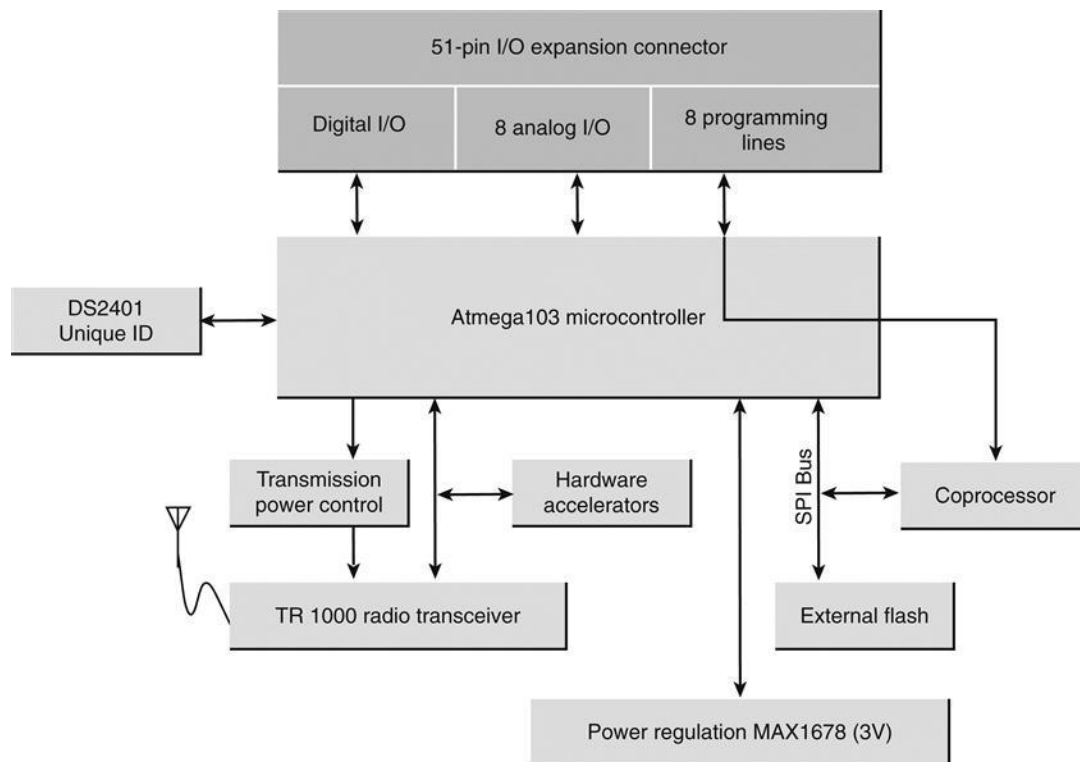 51-pin I/O expansion connector
Digital I/O
8 analog I/O
8 programming
lines
DS2401
Unique ID
Atmega103 microcontroller
Transmission
power control
Hardware
accelerators
SPI Bus
Coprocessor
TR 1000 radio transceiver
External flash
Power regulation MAX1678 (3V)